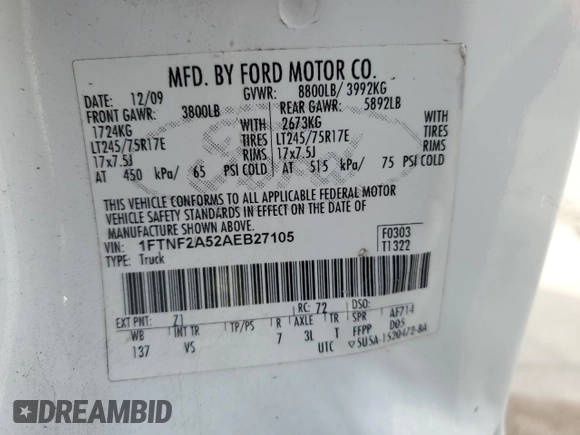 MFD. BY FORD MOTOR CO.
DATE: 12/09 GVWR: 8800LB/ 3992KG
FRONT GAWR: 3800LB REAR GAWR: 5892LB
1724KG WITH 2673KG WITH
LT245/75R17E TIRES LT245/75R17E TIRES
17x7.5J RIMS 17x7.5J RIMS
AT 450 kPa/ 65 PSI COLD AT 515 kPa/ 75 PSI COLD
THIS VEHICLE CONFORMS TO ALL APPLICABLE FEDERAL MOTOR
VEHICLE SAFETY STANDARDS IN EFFECT ON THE DATE OF
MANUFACTURE SHOWN ABOVE.
VIN: 1FTNF2A52AEB27105 F0303
TYPE: Truck T1322
EXT PNT: Z1 RC: 72 DSO:
WB INT TR TP/PS R AXLE TR SPR AF714
137 VS 7 3L T FFPP D05
UTC ▽5U5A-1520472-BA
DREAMBID